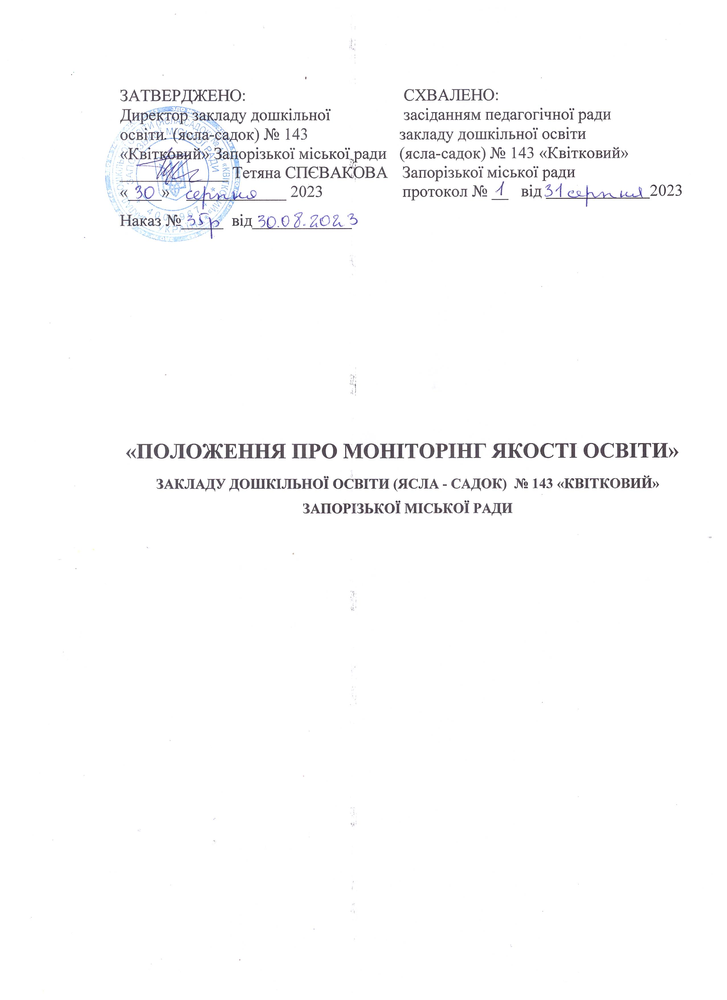 ЗАТВЕРДЖЕНО:
Директор закладу дошкільної
освіти. (ясла-садок) № 143
«Квітковий» Запорізької міської ради
Тетяна СПЄВАКОВА
« 30 » серпня 2023
Наказ № 35р від 30.08.2023
СХВАЛЕНО:
засіданням педагогічної ради
закладу дошкільної освіти
(ясла-садок) № 143 «Квітковий»
Запорізької міської ради
протокол № 1 від 31 серпня 2023
«ПОЛОЖЕННЯ ПРО МОНІТОРІНГ ЯКОСТІ ОСВІТИ»
ЗАКЛАДУ ДОШКІЛЬНОЇ ОСВІТИ (ЯСЛА - САДОК) № 143 «КВІТКОВИЙ»
ЗАПОРІЗЬКОЇ МІСЬКОЇ РАДИ